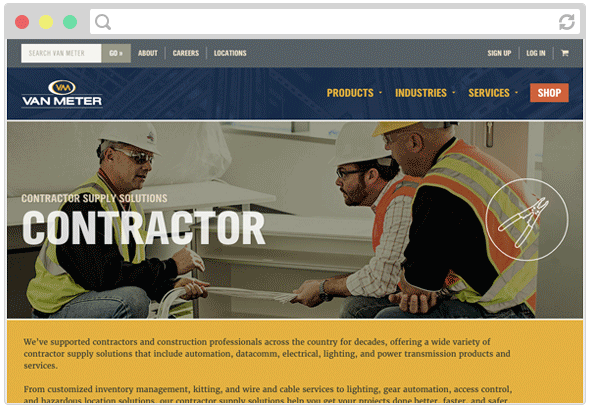 SEARCH VAN METER GO » ABOUT CAREERS LOCATIONS SIGN UP LOG IN
VM
VAN METER
PRODUCTS INDUSTRIES SERVICES SHOP
CONTRACTOR SUPPLY SOLUTIONS
CONTRACTOR
We've supported contractors and construction professionals across the country for decades, offering a wide variety of
contractor supply solutions that include automation, datacomm, electrical, lighting, and power transmission products and
services.
From customized inventory management, kitting, and wire and cable services to lighting, gear automation, access control,
and hazardous location solutions, our contractor supply solutions help you get your projects done better, faster, and safer